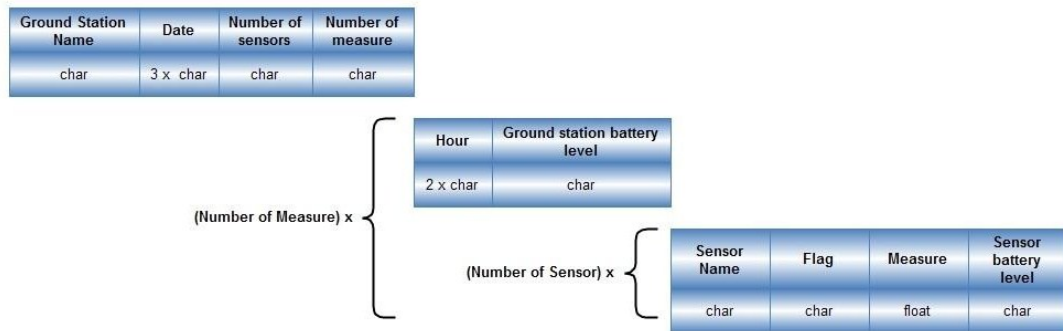 Ground Station Name Date Number of sensors Number of measure
char 3 x char char char
Hour Ground station battery level
2 x char char
(Number of Measure) x
(Number of Sensor) x
Sensor Name Flag Measure Sensor battery level
char char float char